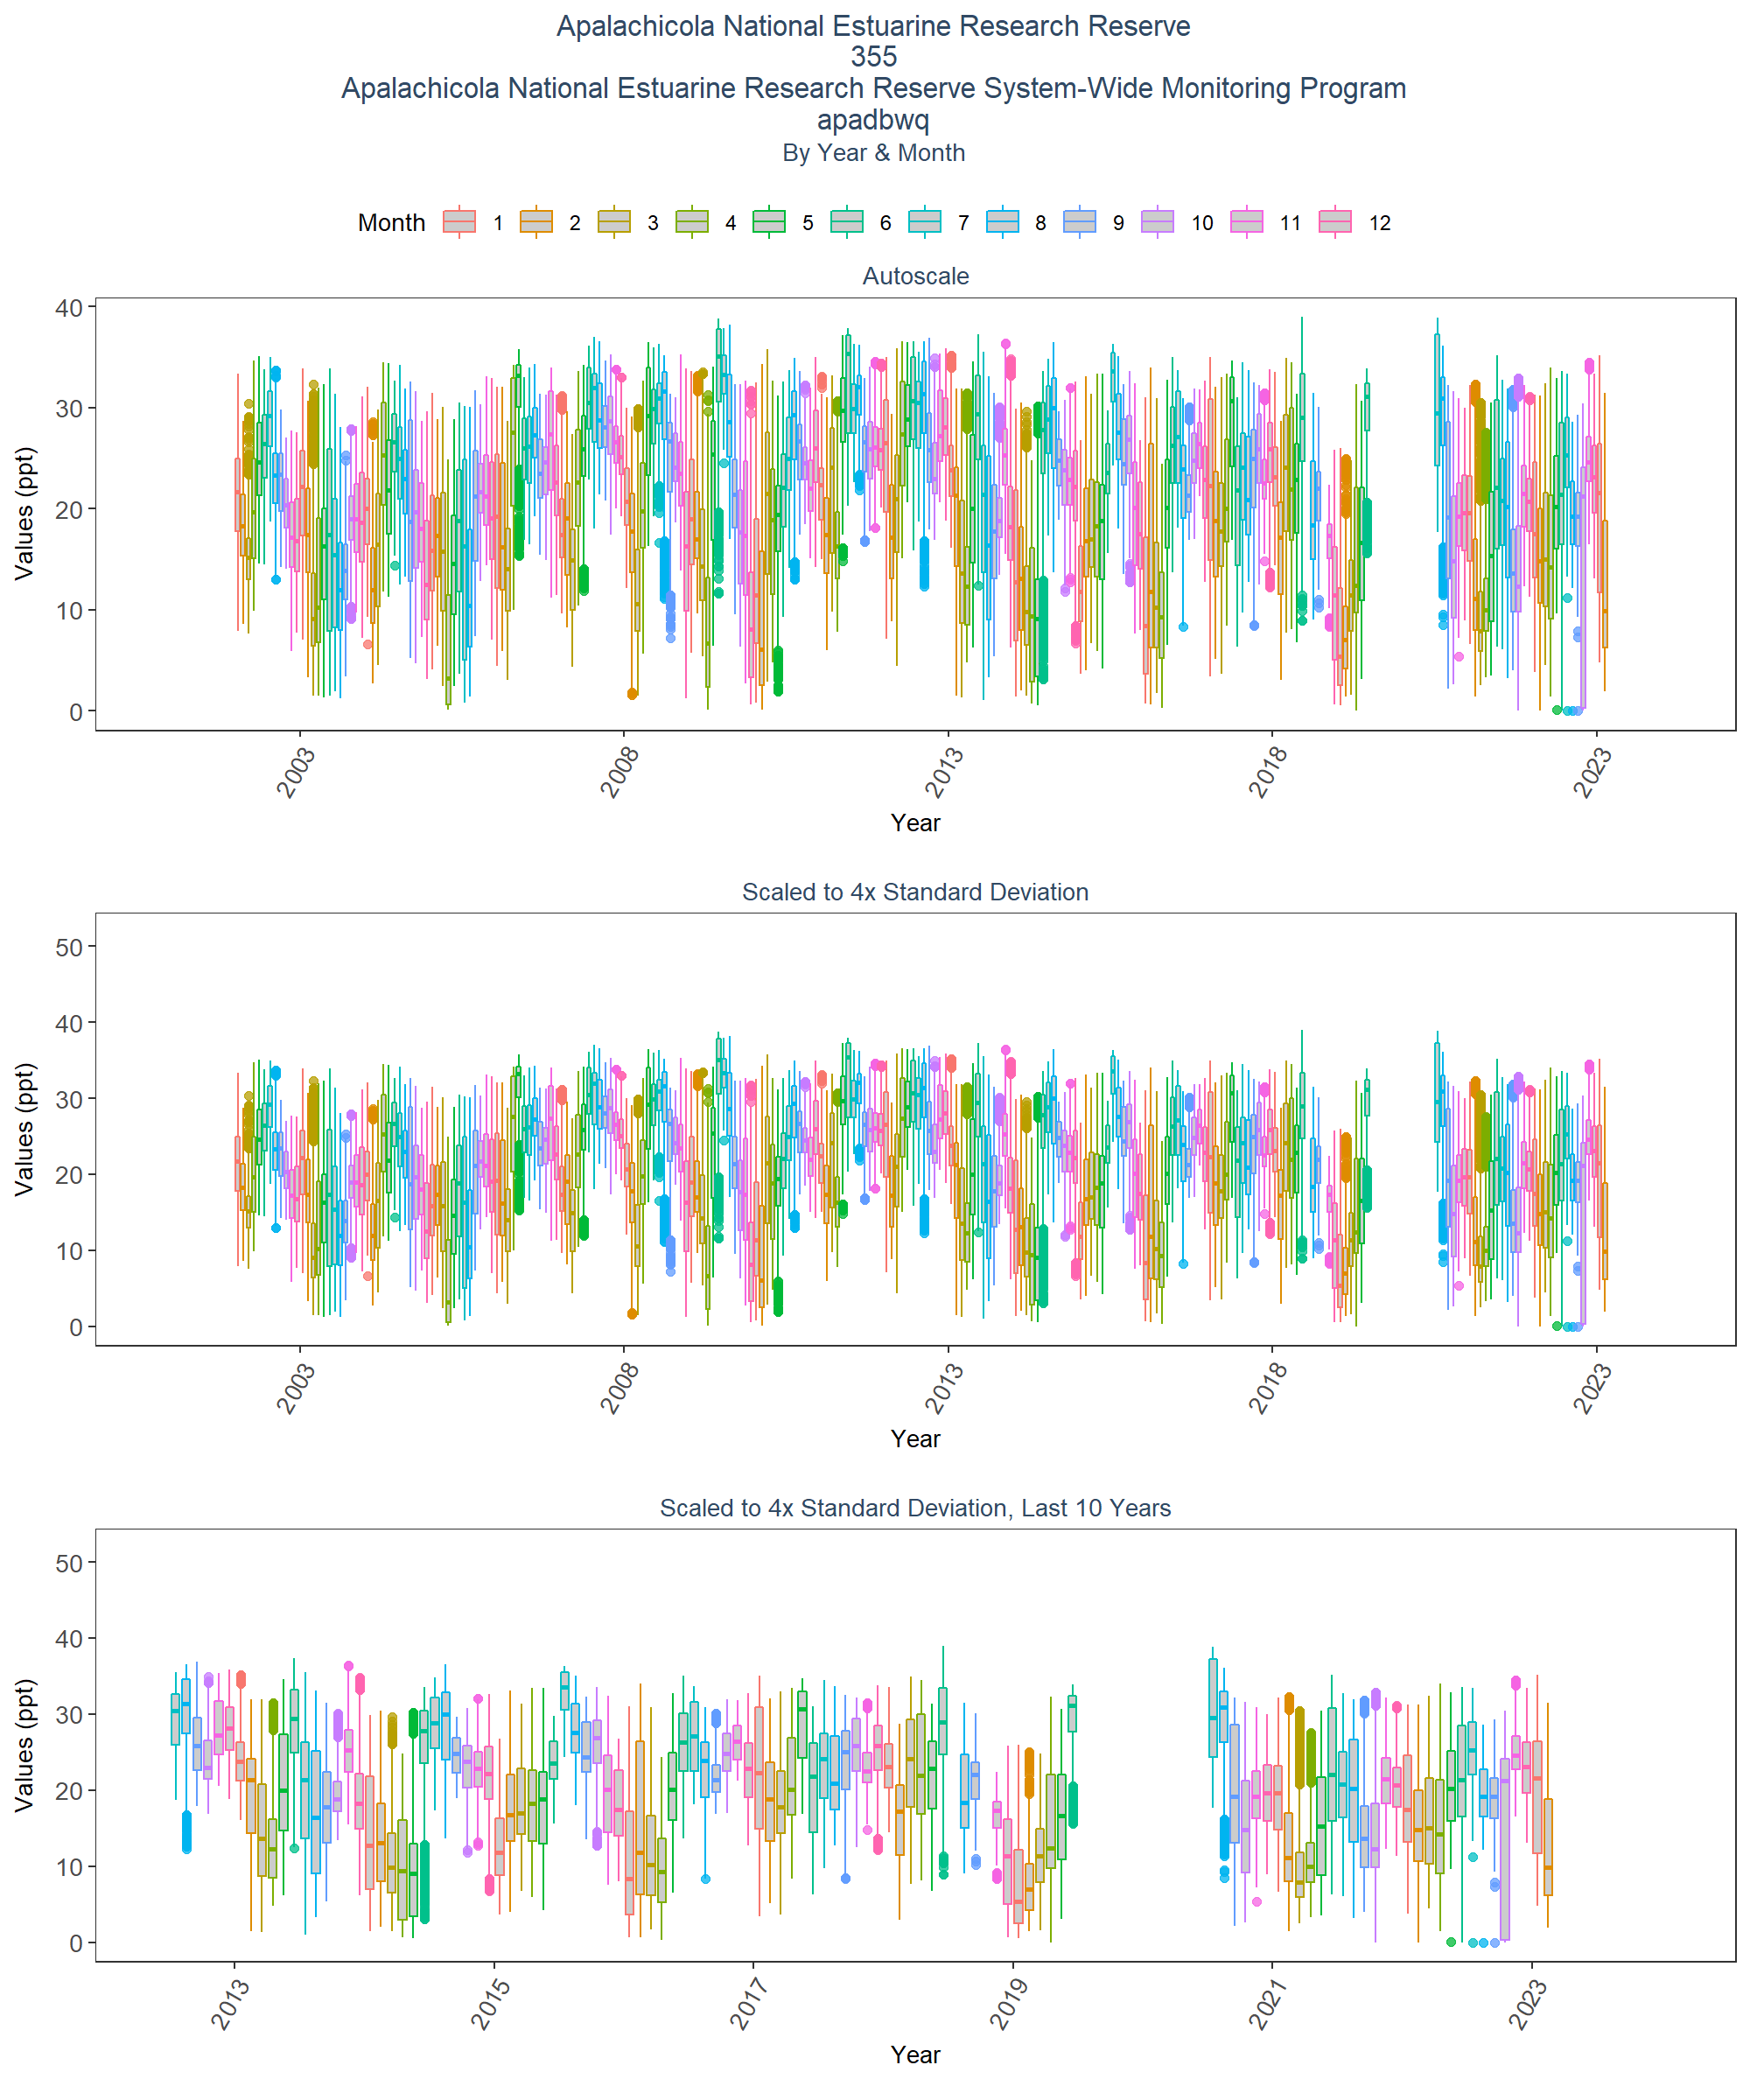 Apalachicola National Estuarine Research Reserve
355
Apalachicola National Estuarine Research Reserve System-Wide Monitoring Program
apadbwq
By Year & Month
Month 1 2 3 4 5 6 7 8 9 10 11 12
Autoscale
Values (ppt)
40
30
20
10
0
2003 2008 2013 2018 2023
Year
Scaled to 4x Standard Deviation
Values (ppt)
50
40
30
20
10
0
2003 2008 2013 2018 2023
Year
Scaled to 4x Standard Deviation, Last 10 Years
Values (ppt)
50
40
30
20
10
0
2013 2015 2017 2019 2021 2023
Year